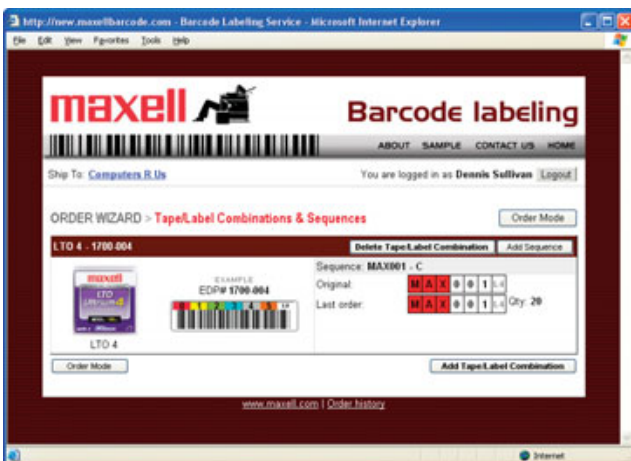 http://new.maxellbarcode.com - Barcode Labeling Service - Microsoft Internet Explorer
File Edit View Favorites Tools Help
maxell Barcode labeling
ABOUT SAMPLE CONTACT US HOME
Ship To: Computers R Us You are logged in as Dennis Sullivan Logout
ORDER WIZARD > Tape/Label Combinations & Sequences Order Mode
LTO 4 - 1700-004 Delete Tape/Label Combination Add Sequence
Sequence: MAX001 - C
maxell EXAMPLE Original: M A X 0 0 1 L4
LTO EDP# 1700-004
Ultrium 4 Last order: M A X 0 0 1 L4 Qty: 20
LTO 4
Order Mode Add Tape/Label Combination
www.maxell.com | Order history
Internet